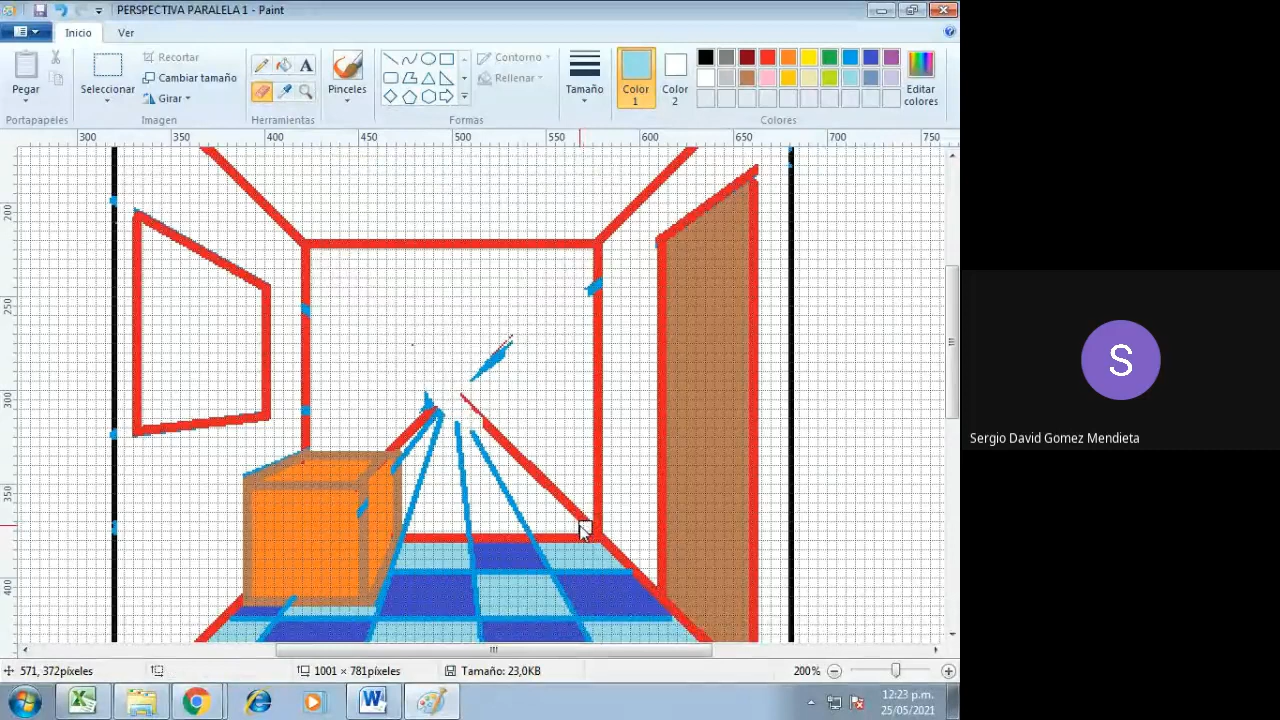 PERSPECTIVA PARALELA 1 - Paint
Inicio
Ver
Pegar
Portapapeles
Seleccionar
Recortar
Cambiar tamaño
Girar
Imagen
A
Herramientas
Pinceles
Contorno
Rellenar
Formas
Tamaño
Color 1
Color 2
Editar colores
Colores
300 350 400 450 500 550 600 650 700 750
200
250
300
350
400
S
Sergio David Gomez Mendieta
571, 372píxeles
1001 × 781píxeles
Tamaño: 23,0KB
200%
12:23 p.m.
25/05/2021